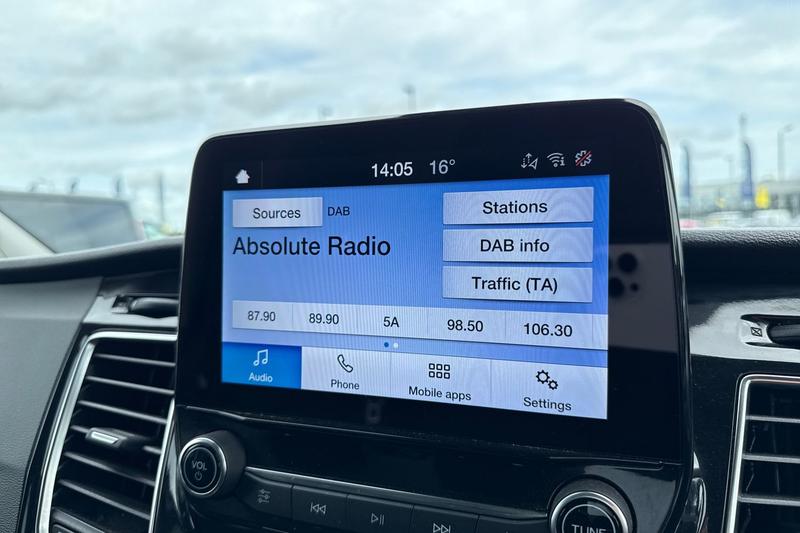 14:05 16°
Sources DAB Stations
Absolute Radio DAB info
Traffic (TA)
87.90 89.90 5A 98.50 106.30
Audio Phone Mobile apps Settings
VOL TUNE